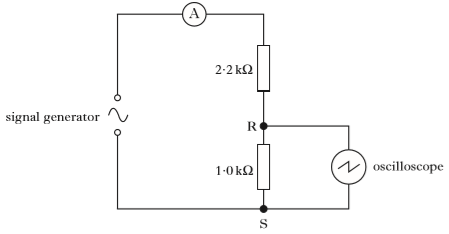 A
2·2 kΩ
signal generator
R
1·0 kΩ
oscilloscope
S